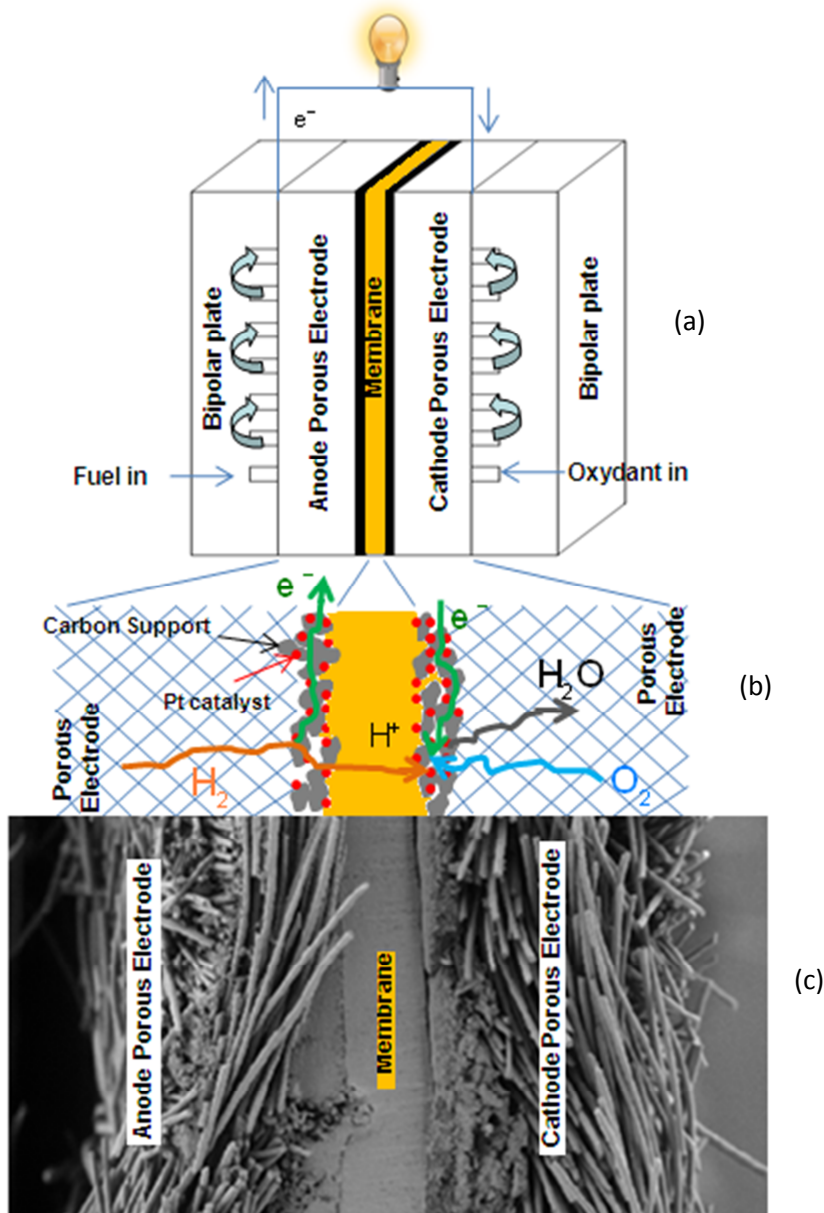 e⁻
Bipolar plate
Anode Porous Electrode
Membrane
Cathode Porous Electrode
Bipolar plate
(a)
Fuel in
Oxydant in
e⁻
e⁻
Carbon Support
Pt catalyst
Porous
Electrode
H₂
H⁺
H₂O
O₂
Porous
Electrode
(b)
Anode Porous Electrode
Membrane
Cathode Porous Electrode
(c)